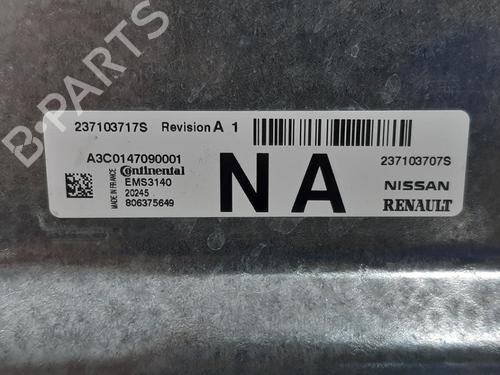 B-PARTS
237103717S Revision A 1
A3C0147090001
Continental
EMS3140
20245
806375649
MADE IN FRANCE
NA
237103707S
NISSAN
RENAULT